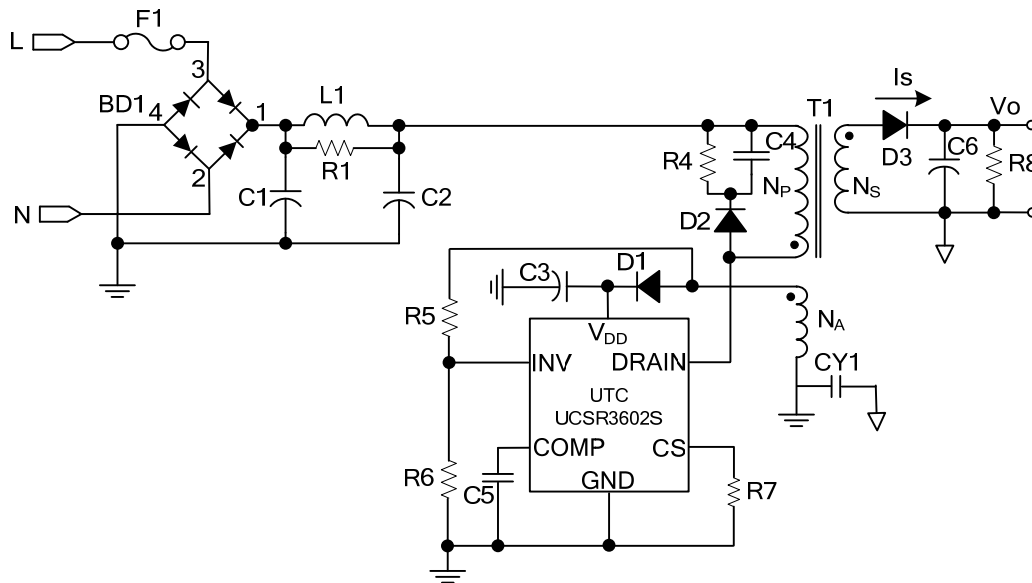 F1
L
3
BD1
4
1
L1
R1
2
C1
C2
N
R4
C4
T1
Is
Vo
D3
C6
R8
NP
NS
D2
C3
D1
R5
VDD
NA
INV
DRAIN
CY1
UTC
UCSR3602S
COMP
CS
R6
C5
GND
R7